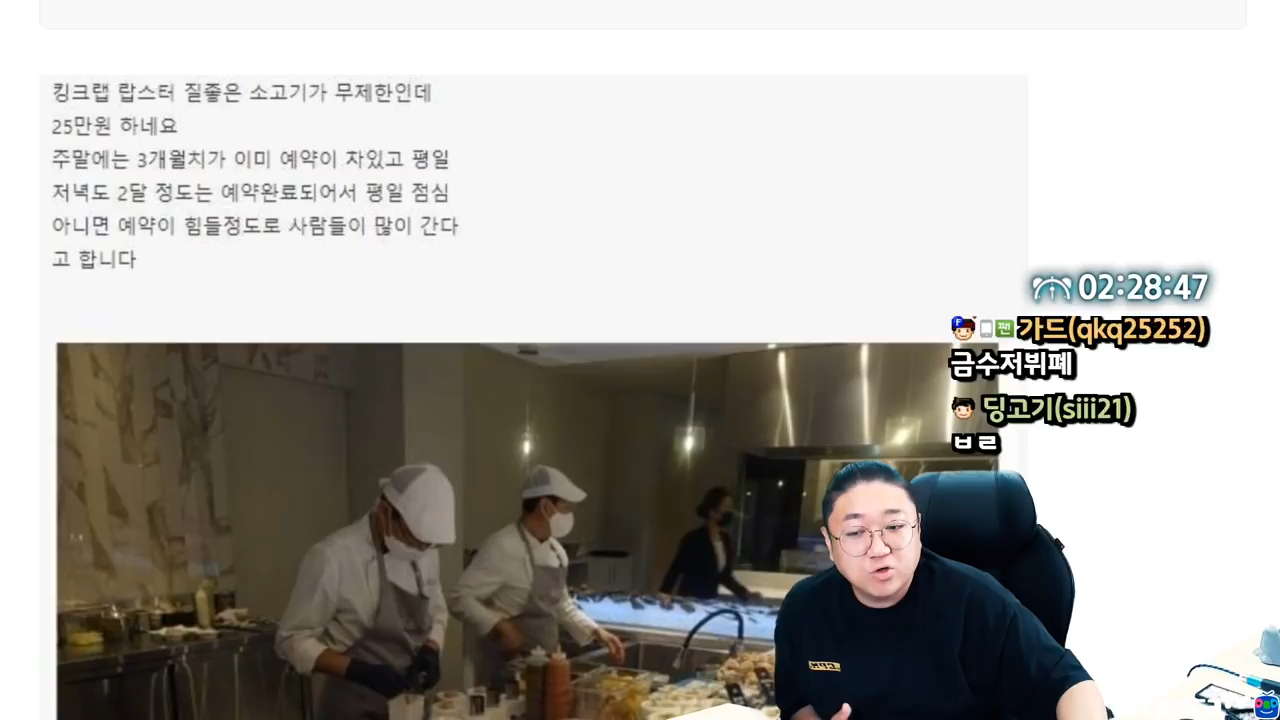 킹크랩 랍스터 질좋은 소고기가 무제한인데
25만원 하네요
주말에는 3개월치가 이미 예약이 차있고 평일
저녁도 2달 정도는 예약완료되어서 평일 점심
아니면 예약이 힘들정도로 사람들이 많이 간다
고 합니다
02:28:47
F 팬 가드(qkq25252)
금수저뷔페
딩고기(siii21)
ㅂㄹ